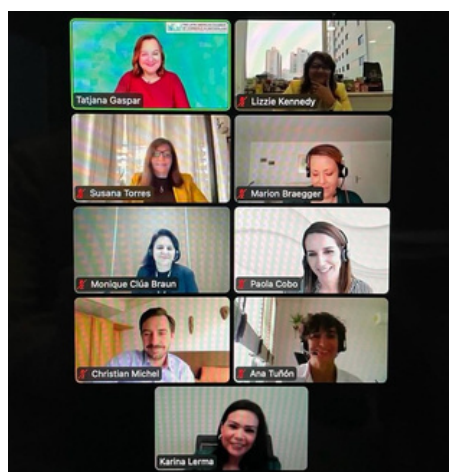 Tatjana Gaspar
Lizzie Kennedy
Susana Torres
Marion Braegger
Monique Clúa Braun
Paola Cobo
Christian Michel
Ana Tuñón
Karina Lerma